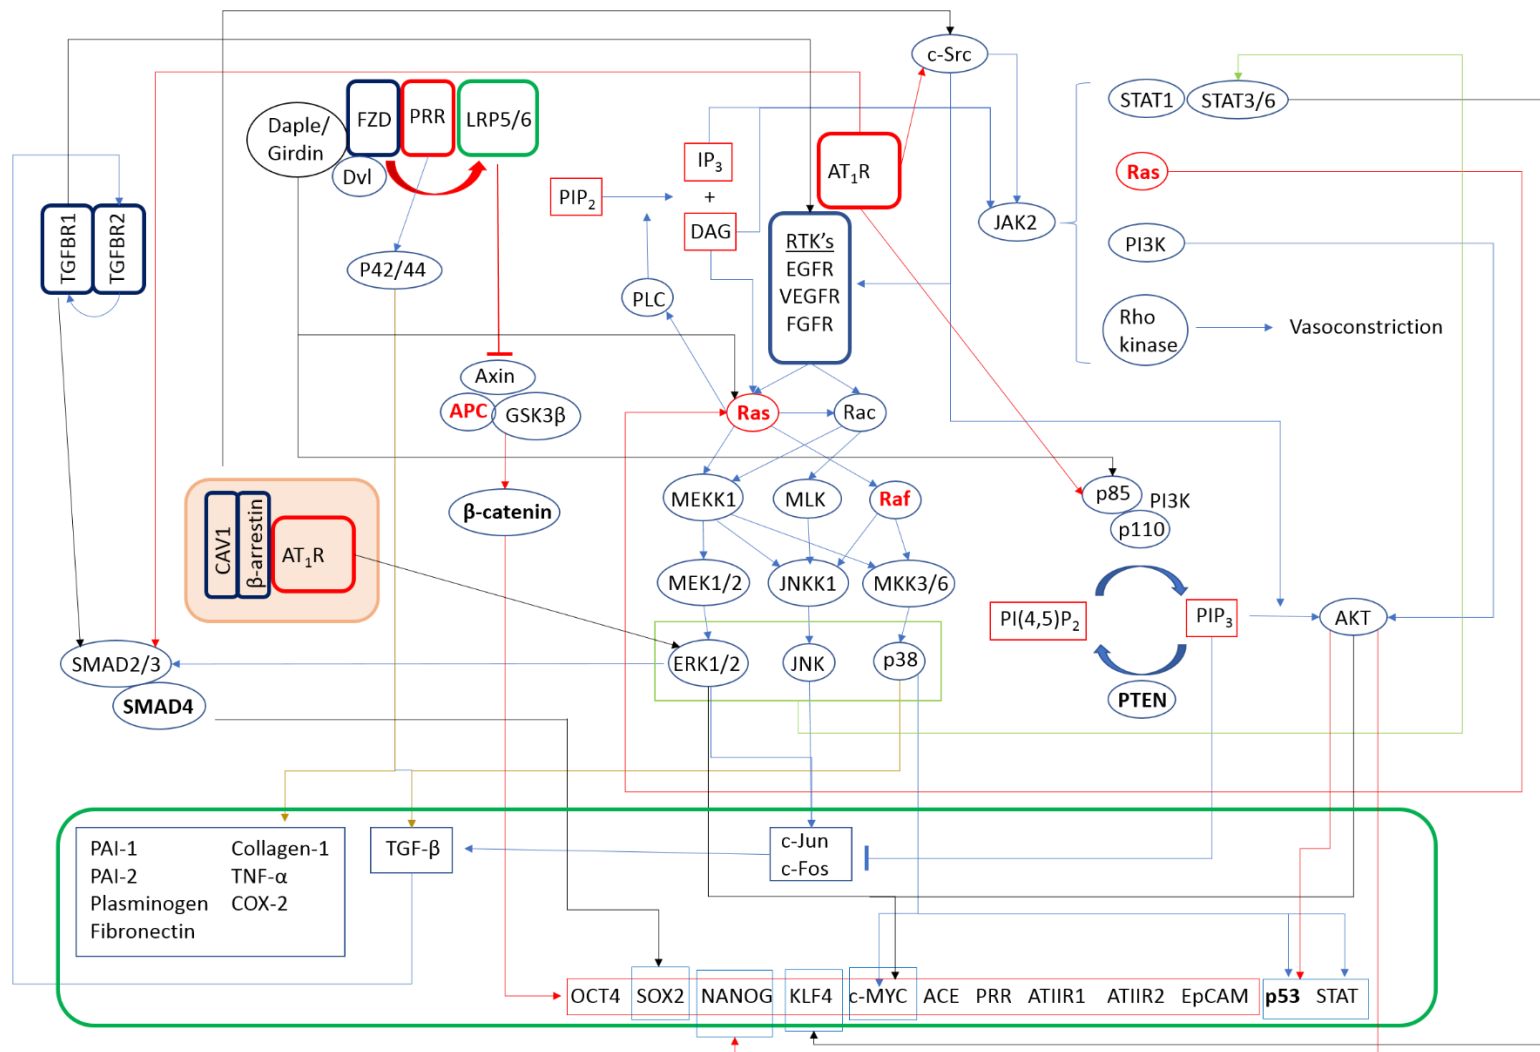 c-Src
STAT1
STAT3/6
FZD
PRR
LRP5/6
Daple/
Girdin
Dvl
IP3
+
PIP2
DAG
AT1R
Ras
JAK2
TGFBR1
TGFBR2
P42/44
PLC
RTK's
EGFR
VEGFR
FGFR
PI3K
Rho
kinase
Vasoconstriction
Axin
APC
GSK3β
Ras
Rac
β-catenin
MEKK1
MLK
Raf
p85
PI3K
p110
CAV1
β-arrestin
AT1R
MEK1/2
JNKK1
MKK3/6
PI(4,5)P2
PIP3
AKT
SMAD2/3
SMAD4
ERK1/2
JNK
p38
PTEN
PAI-1
PAI-2
Plasminogen
Fibronectin
Collagen-1
TNF-α
COX-2
TGF-β
c-Jun
c-Fos
OCT4 SOX2 NANOG KLF4 c-MYC ACE PRR ATIIR1 ATIIR2 EpCAM p53 STAT